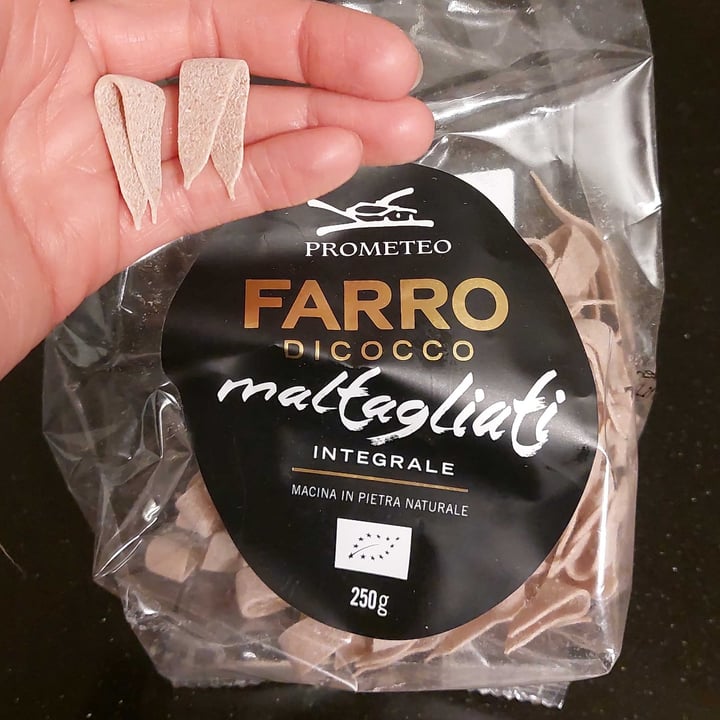 PROMETEO
FARRO
DICOCCO
maltagliati
INTEGRALE
MACINA IN PIETRA NATURALE
250g